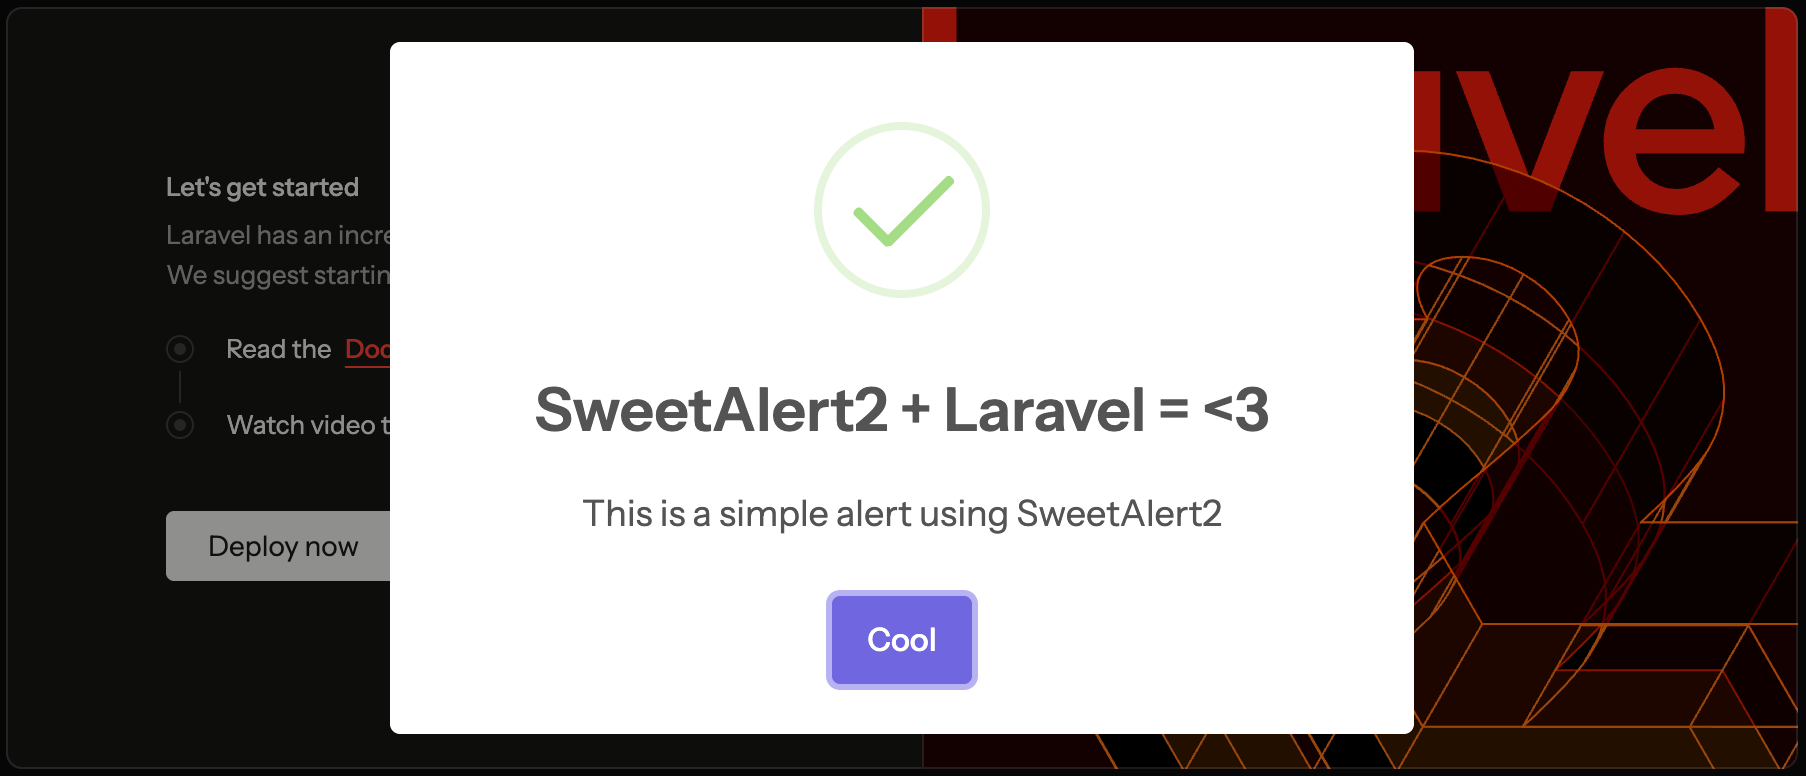 avel
Let's get started
Laravel has an incre
We suggest startin
Read the Doc
Watch video t
Deploy now
SweetAlert2 + Laravel = <3
This is a simple alert using SweetAlert2
Cool